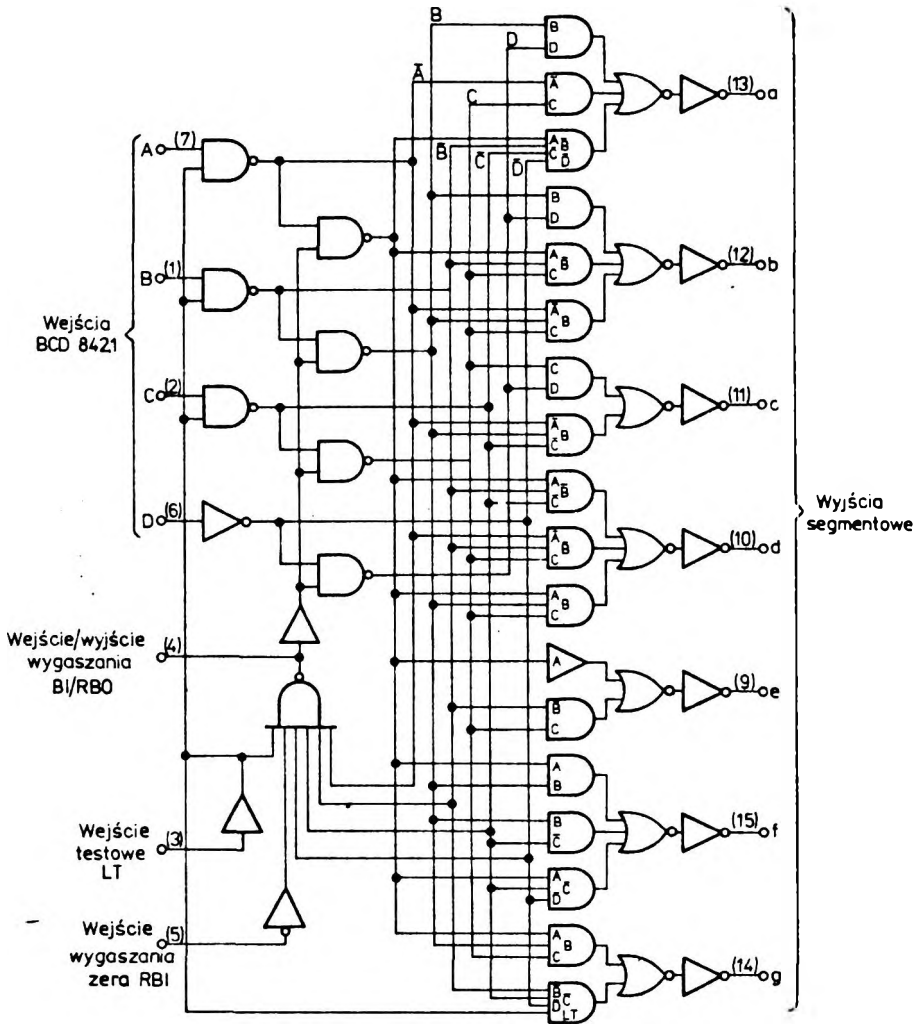 B
D
B
D
Ā
C
Ā
C
(13)
a
A
(7)
B̄
C̄
D̄
A
B̄
C̄
D̄
B
D
B
(1)
A
B̄
C
(12)
b
Wejścia
BCD 8421
Ā
B
C
C
(2)
C
D
(11)
c
Ā
B
C̄
D
(6)
A
B̄
C̄
Wyjścia
segmentowe
Ā
B̄
C
(10)
d
A
B
C
Wejście/wyjście
wygaszania
BI/RBO
(4)
A
(9)
e
B̄
C
A
B
Wejście
testowe
LT
(3)
B
C̄
(15)
f
A
C̄
D̄
Wejście
wygaszania
zera RBI
(5)
A
B
C
(14)
g
B̄
C̄
D̄
LT